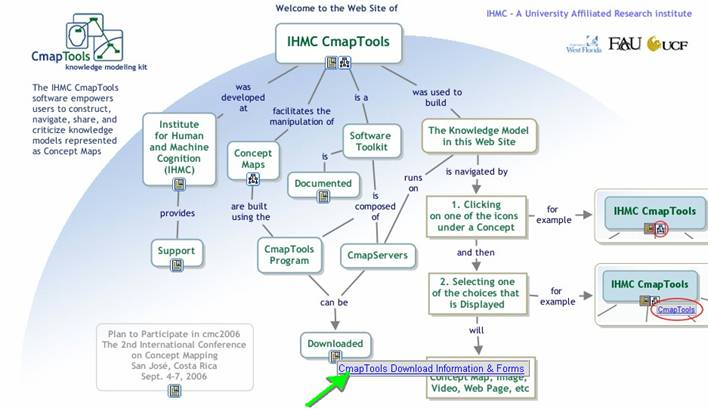 Welcome to the Web Site of
IHMC CmapTools
IHMC - A University Affiliated Research institute
West Florida
FAU
UCF
CmapTools
knowledge modeling kit
The IHMC CmapTools
software empowers
users to construct,
navigate, share, and
criticize knowledge
models represented
as Concept Maps
was
developed
at
facilitates the
manipulation of
is a
was used to
build
Institute
for Human
and Machine
Cognition
(IHMC)
Concept
Maps
Software
Toolkit
The Knowledge Model
in this Web Site
is
Documented
runs
on
is navigated by
provides
Support
are built
using the
is
composed
of
1. Clicking
on one of the icons
under a Concept
for
example
IHMC CmapTools
CmapTools
Program
CmapServers
and then
2. Selecting one
of the choices that
is Displayed
for
example
IHMC CmapTools
CmapTools
can be
will
Plan to Participate in cmc2006
The 2nd International Conference
on Concept Mapping
San José, Costa Rica
Sept. 4-7, 2006
Downloaded
CmapTools Download Information & Forms
Concept Map, Image,
Video, Web Page, etc